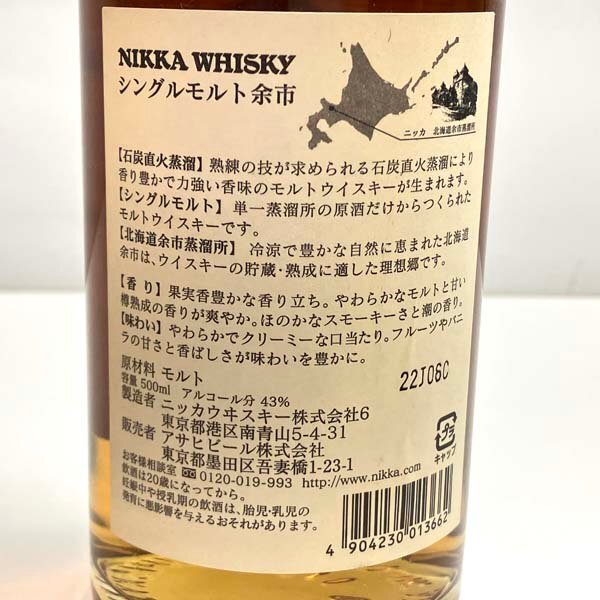 NIKKA WHISKY
シングルモルト余市
ニッカ 北海道余市蒸溜所
【石炭直火蒸溜】熟練の技が求められる石炭直火蒸溜により
香り豊かで力強い香味のモルトウイスキーが生まれます。
【シングルモルト】単一蒸溜所の原酒だけからつくられた
モルトウイスキーです。
【北海道余市蒸溜所】冷涼で豊かな自然に恵まれた北海道
余市は、ウイスキーの貯蔵・熟成に適した理想郷です。
【香り】果実香豊かな香り立ち。やわらかなモルトと甘い
樽熟成の香りが爽やか。ほのかなスモーキーさと潮の香り。
【味わい】やわらかでクリーミーな口当たり。フルーツやバニ
ラの甘さと香ばしさが味わいを豊かに。
原材料 モルト
容量 500ml アルコール分 43%
製造者 ニッカウヰスキー株式会社6
東京都港区南青山5-4-31
販売者 アサヒビール株式会社
東京都墨田区吾妻橋1-23-1
お客様相談室 0120-019-993 http://www.nikka.com/
飲酒は20歳になってから。
妊娠中や授乳期の飲酒は、胎児・乳児の
発育に悪影響を与えるおそれがあります。
22J06C
プラ
キャップ
4 904230 013662